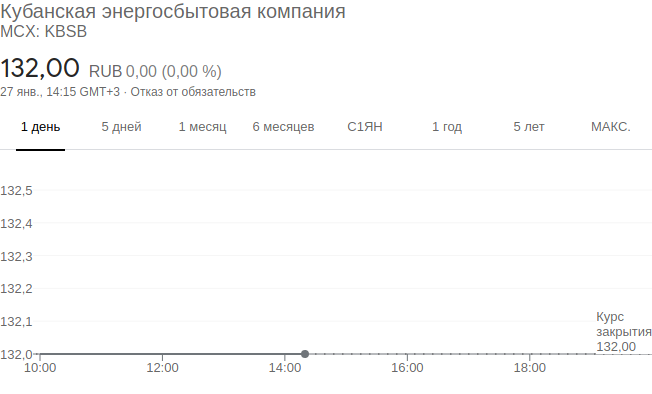 Кубанская энергосбытовая компания
MCX: KBSB
132,00 RUB 0,00 (0,00 %)
27 янв., 14:15 GMT+3 · Отказ от обязательств
1 день 5 дней 1 месяц 6 месяцев С1ЯН 1 год 5 лет МАКС.
132,5
132,4
132,3
132,2
132,1
Курс
закрытия
132,00
132,0
10:00 12:00 14:00 16:00 18:00